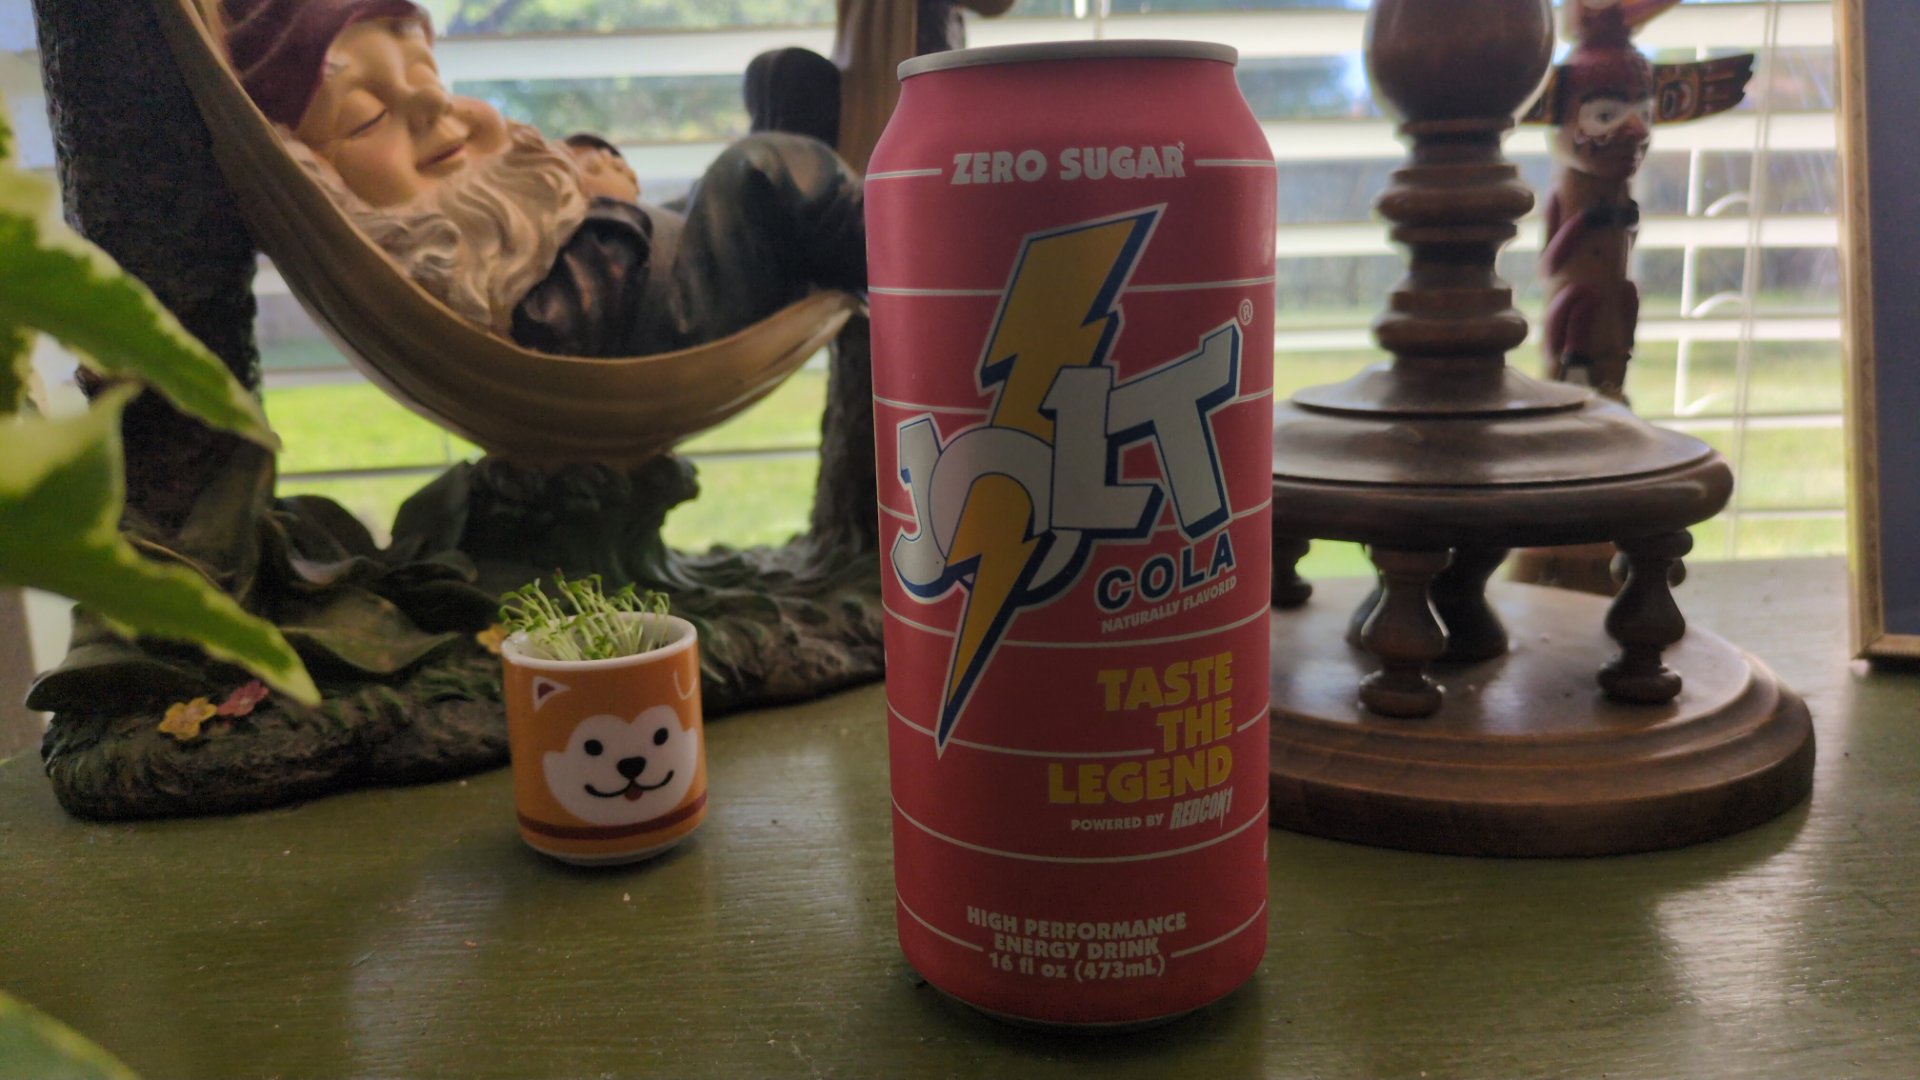 ZERO SUGAR
JOLT®
COLA
NATURALLY FLAVORED
TASTE
THE
LEGEND
POWERED BY REDCON1
HIGH PERFORMANCE
ENERGY DRINK
16 fl oz (473mL)